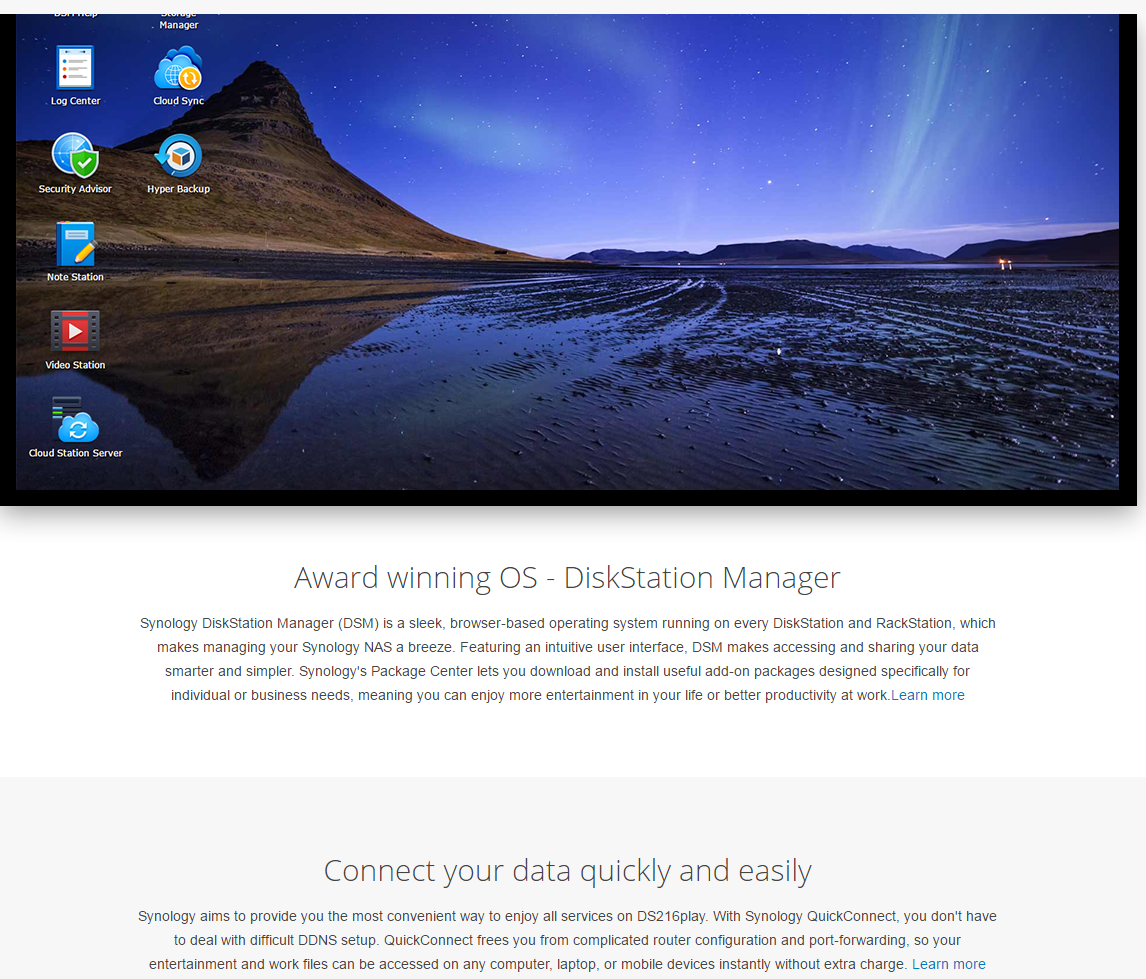 Manager
Log Center
Cloud Sync
Security Advisor
Hyper Backup
Note Station
Video Station
Cloud Station Server
Award winning OS - DiskStation Manager
Synology DiskStation Manager (DSM) is a sleek, browser-based operating system running on every DiskStation and RackStation, which
makes managing your Synology NAS a breeze. Featuring an intuitive user interface, DSM makes accessing and sharing your data
smarter and simpler. Synology's Package Center lets you download and install useful add-on packages designed specifically for
individual or business needs, meaning you can enjoy more entertainment in your life or better productivity at work.Learn more
Connect your data quickly and easily
Synology aims to provide you the most convenient way to enjoy all services on DS216play. With Synology QuickConnect, you don't have
to deal with difficult DDNS setup. QuickConnect frees you from complicated router configuration and port-forwarding, so your
entertainment and work files can be accessed on any computer, laptop, or mobile devices instantly without extra charge. Learn more